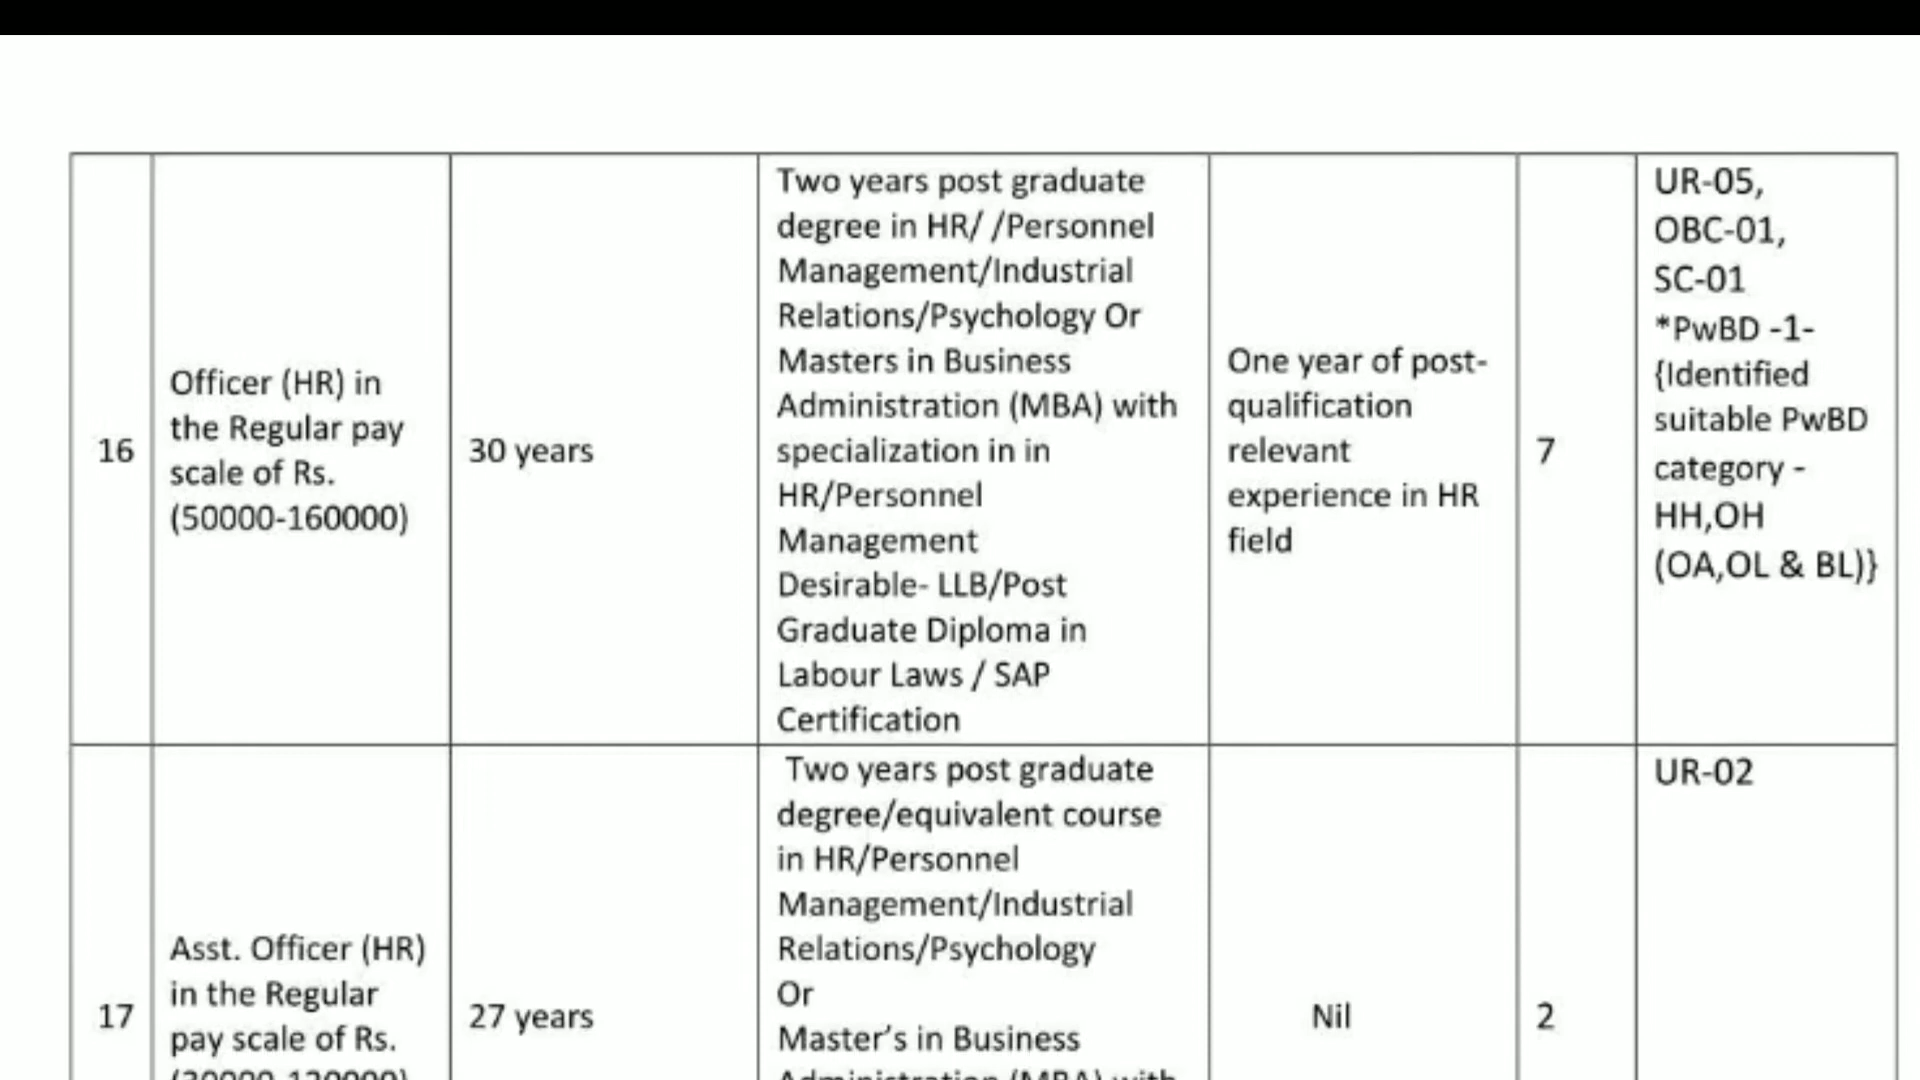 16
Officer (HR) in
the Regular pay
scale of Rs.
(50000-160000)
30 years
Two years post graduate
degree in HR/ /Personnel
Management/Industrial
Relations/Psychology Or
Masters in Business
Administration (MBA) with
specialization in in
HR/Personnel
Management
Desirable- LLB/Post
Graduate Diploma in
Labour Laws / SAP
Certification
One year of post-
qualification
relevant
experience in HR
field
7
UR-05,
OBC-01,
SC-01
*PwBD -1-
{Identified
suitable PwBD
category -
HH,OH
(OA,OL & BL)}
17
Asst. Officer (HR)
in the Regular
pay scale of Rs.
(30000-120000)
27 years
Two years post graduate
degree/equivalent course
in HR/Personnel
Management/Industrial
Relations/Psychology
Or
Master's in Business
Administration (MBA) with
Nil
2
UR-02